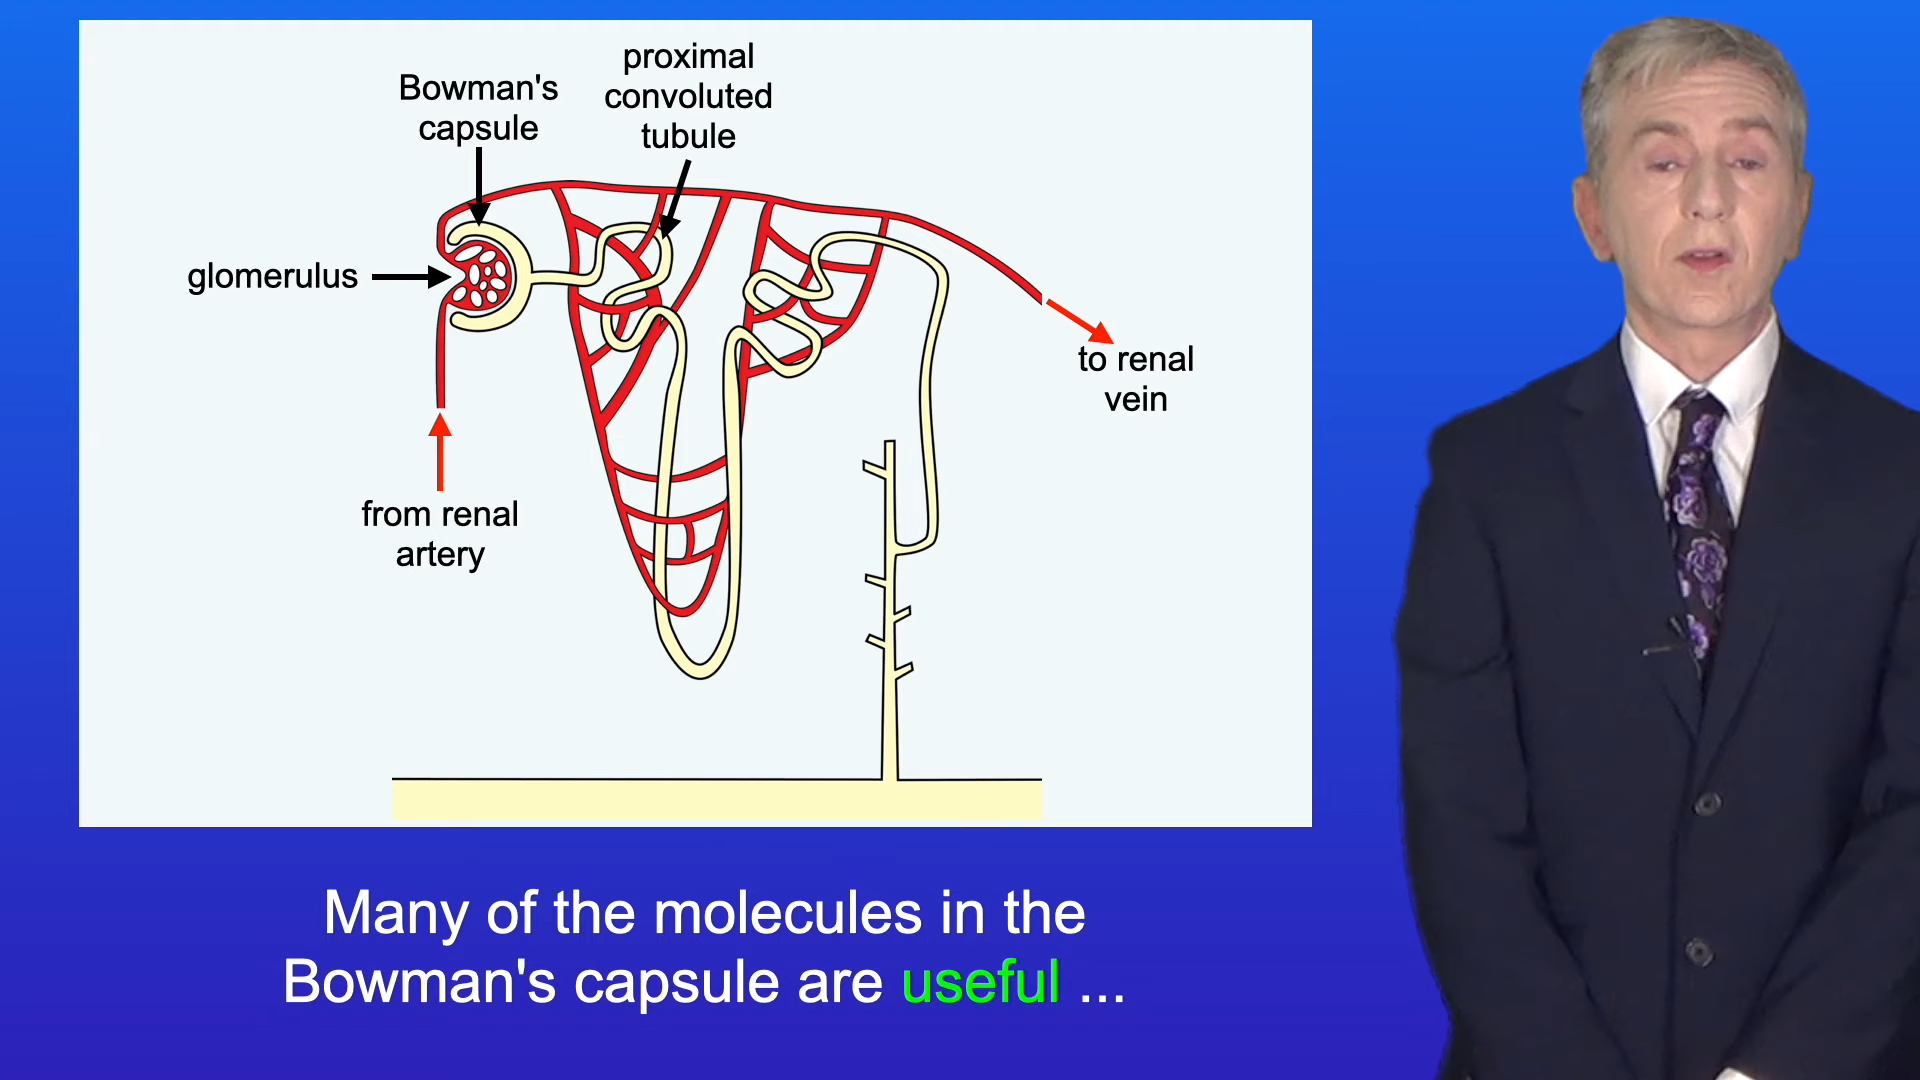 proximal
convoluted
tubule
Bowman's
capsule
glomerulus
to renal
vein
from renal
artery
Many of the molecules in the
Bowman's capsule are useful ...